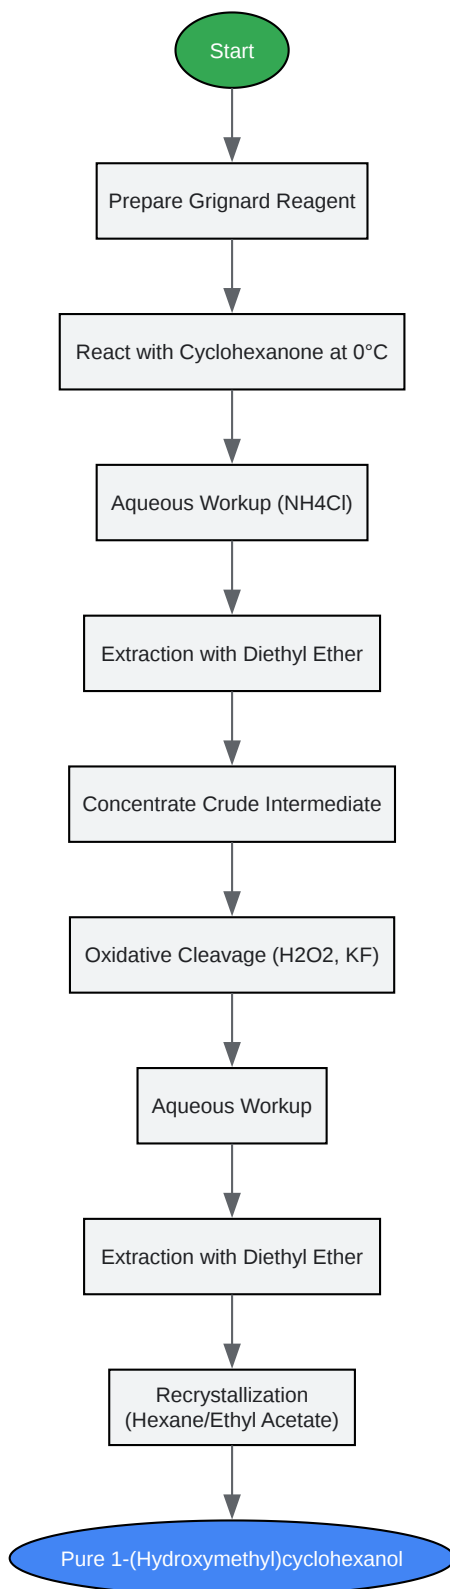 Start
Prepare Grignard Reagent
React with Cyclohexanone at 0°C
Aqueous Workup (NH4Cl)
Extraction with Diethyl Ether
Concentrate Crude Intermediate
Oxidative Cleavage (H2O2, KF)
Aqueous Workup
Extraction with Diethyl Ether
Recrystallization
(Hexane/Ethyl Acetate)
Pure 1-(Hydroxymethyl)cyclohexanol